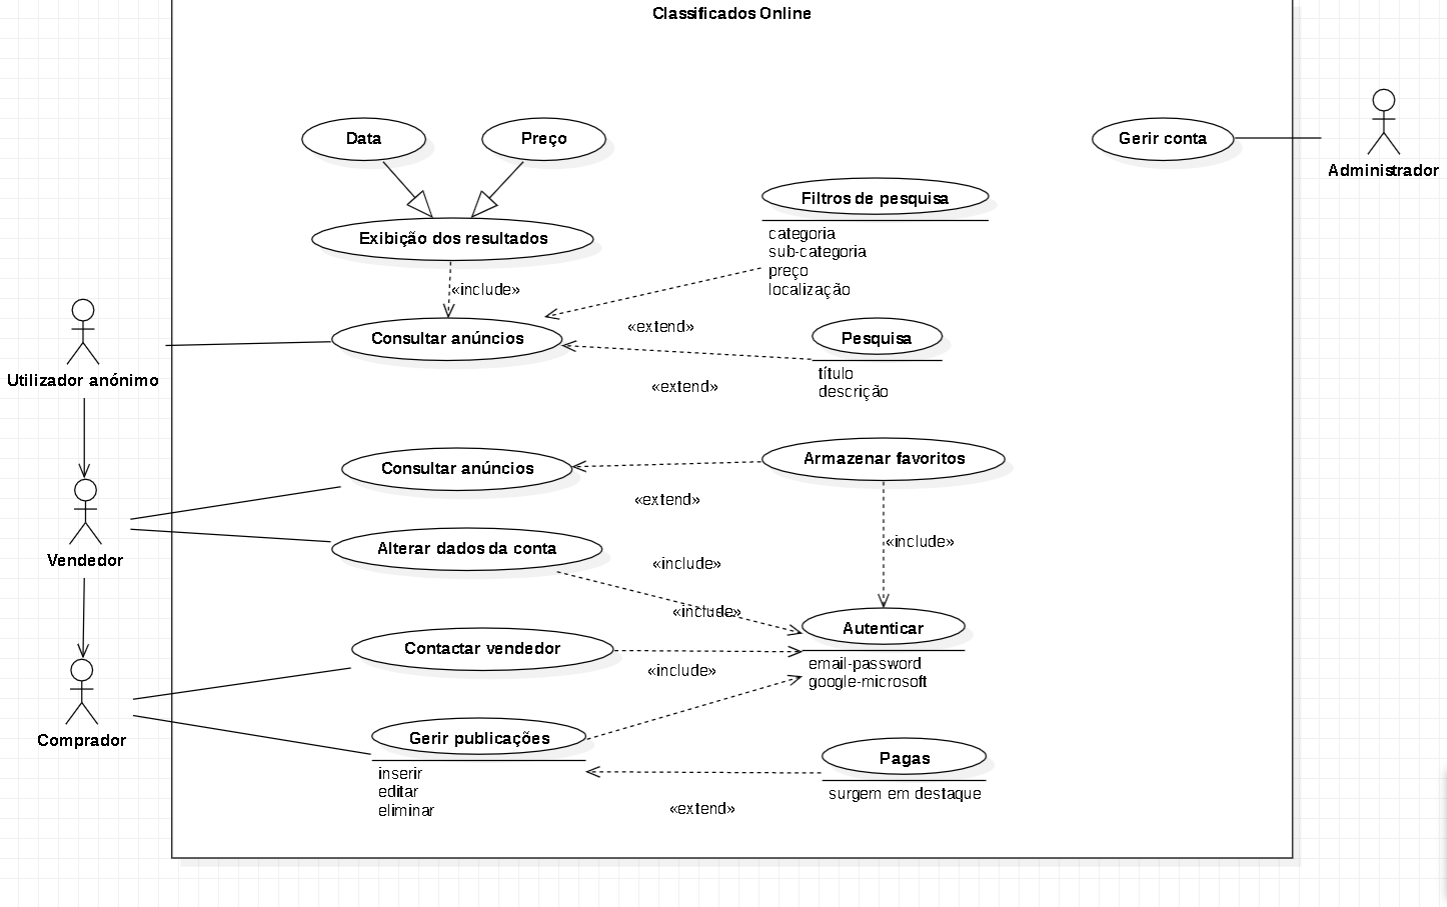 Classificados Online
Data
Preço
Gerir conta
Administrador
Filtros de pesquisa
categoria
sub-categoria
preço
localização
Exibição dos resultados
«include»
«extend»
Consultar anúncios
Pesquisa
título
descrição
«extend»
Utilizador anónimo
Consultar anúncios
Armazenar favoritos
«extend»
Vendedor
Alterar dados da conta
«include»
«include»
«include»
Autenticar
email-password
google-microsoft
Contactar vendedor
«include»
Comprador
Gerir publicações
inserir
editar
eliminar
Pagas
surgem em destaque
«extend»